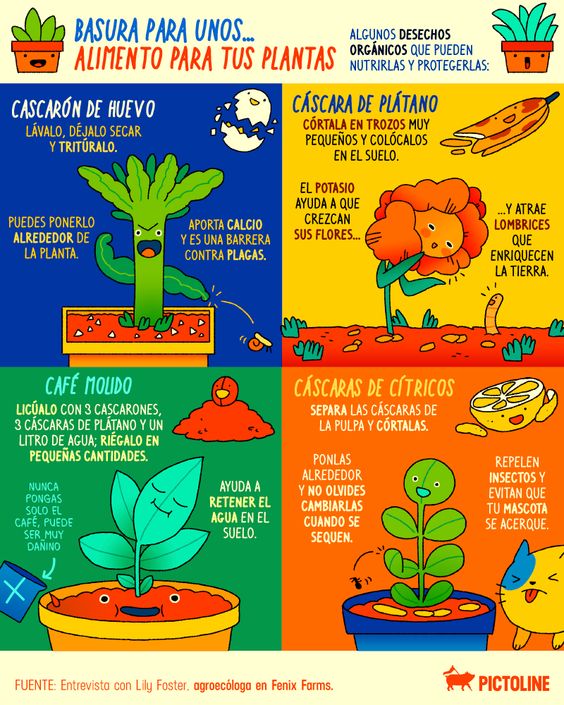 BASURA PARA UNOS...
ALIMENTO PARA TUS PLANTAS
ALGUNOS DESECHOS
ORGÁNICOS QUE PUEDEN
NUTRIRLAS Y PROTEGERLAS:
CASCARÓN DE HUEVO
LÁVALO, DÉJALO SECAR
Y TRITÚRALO.
PUEDES PONERLO
ALREDEDOR DE
LA PLANTA.
APORTA CALCIO
Y ES UNA BARRERA
CONTRA PLAGAS.
CÁSCARA DE PLÁTANO
CÓRTALA EN TROZOS MUY
PEQUEÑOS Y COLÓCALOS
EN EL SUELO.
EL POTASIO
AYUDA A QUE
CREZCAN
SUS FLORES...
...Y ATRAE
LOMBRICES
QUE
ENRIQUECEN
LA TIERRA.
CAFÉ MOLIDO
LICÚALO CON 3 CASCARONES,
3 CÁSCARAS DE PLÁTANO Y UN
LITRO DE AGUA; RIÉGALO EN
PEQUEÑAS CANTIDADES.
NUNCA
PONGAS
SOLO EL
CAFÉ, PUEDE
SER MUY
DAÑINO
AYUDA A
RETENER EL
AGUA EN EL
SUELO.
CÁSCARAS DE CÍTRICOS
SEPARA LAS CÁSCARAS DE
LA PULPA Y CÓRTALAS.
PONLAS
ALREDEDOR
Y NO OLVIDES
CAMBIARLAS
CUANDO SE
SEQUEN.
REPELEN
INSECTOS Y
EVITAN QUE
TU MASCOTA
SE ACERQUE.
FUENTE: Entrevista con Lily Foster, agroecóloga en Fenix Farms.
PICTOLINE